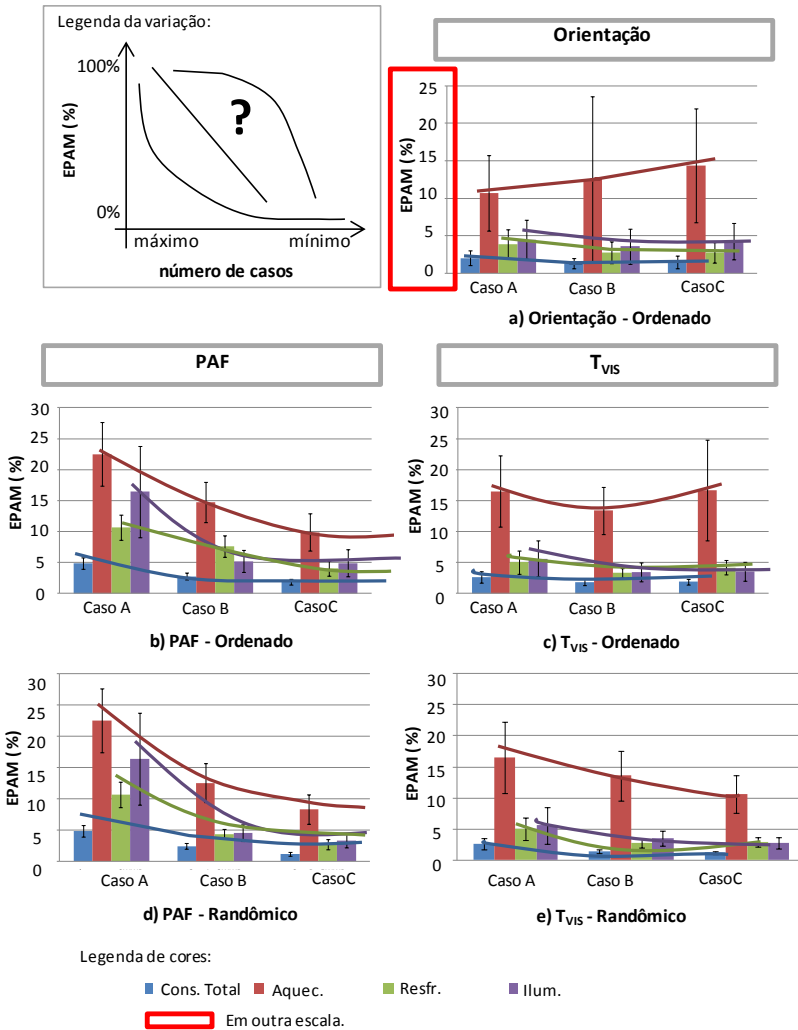 Legenda da variação:
100%
EPAM (%)
?
0%
máximo
mínimo
número de casos
Orientação
EPAM (%)
25
20
15
10
5
0
Caso A
Caso B
CasoC
a) Orientação - Ordenado
PAF
EPAM (%)
30
25
20
15
10
5
0
Caso A
Caso B
CasoC
b) PAF - Ordenado
TVIS
EPAM (%)
30
25
20
15
10
5
0
Caso A
Caso B
CasoC
c) TVIS - Ordenado
EPAM (%)
30
25
20
15
10
5
0
Caso A
Caso B
CasoC
d) PAF - Randômico
EPAM (%)
30
25
20
15
10
5
0
Caso A
Caso B
CasoC
e) TVIS - Randômico
Legenda de cores:
Cons. Total
Aquec.
Resfr.
Ilum.
Em outra escala.